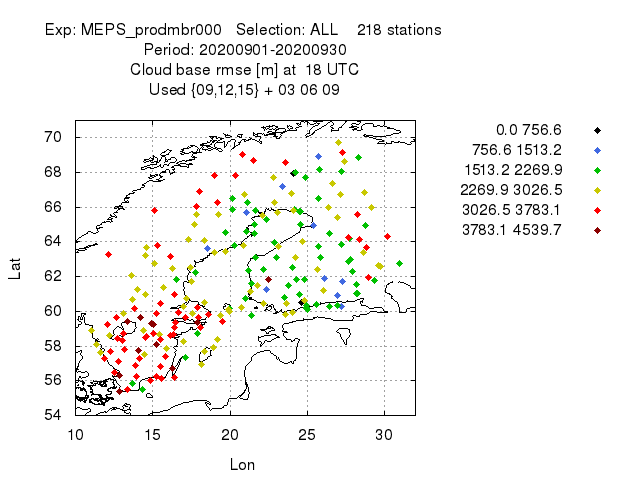 Exp: MEPS_prodmbr000   Selection: ALL    218 stations
Period: 20200901-20200930
Cloud base rmse [m] at  18 UTC
Used {09,12,15} + 03 06 09
70
68
66
64
62
60
58
56
54
Lat
10 15 20 25 30
Lon
0.0 756.6
756.6 1513.2
1513.2 2269.9
2269.9 3026.5
3026.5 3783.1
3783.1 4539.7